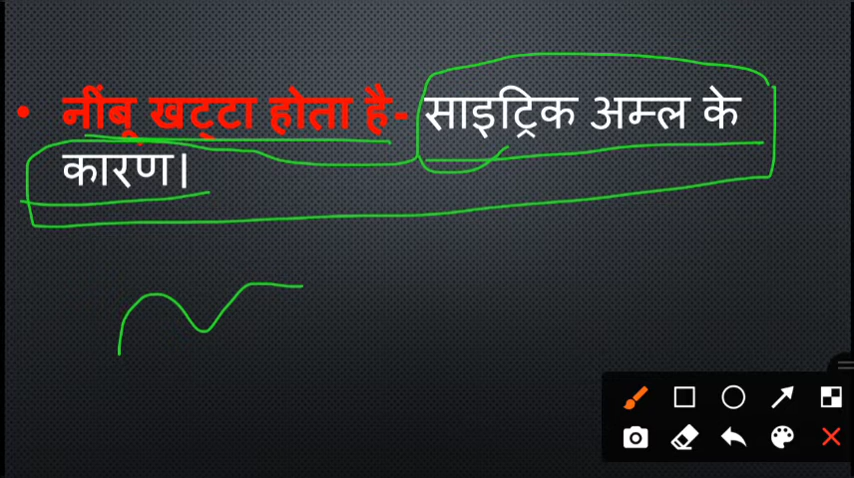 • नींबू खट्टा होता है- साइट्रिक अम्ल के
कारण।